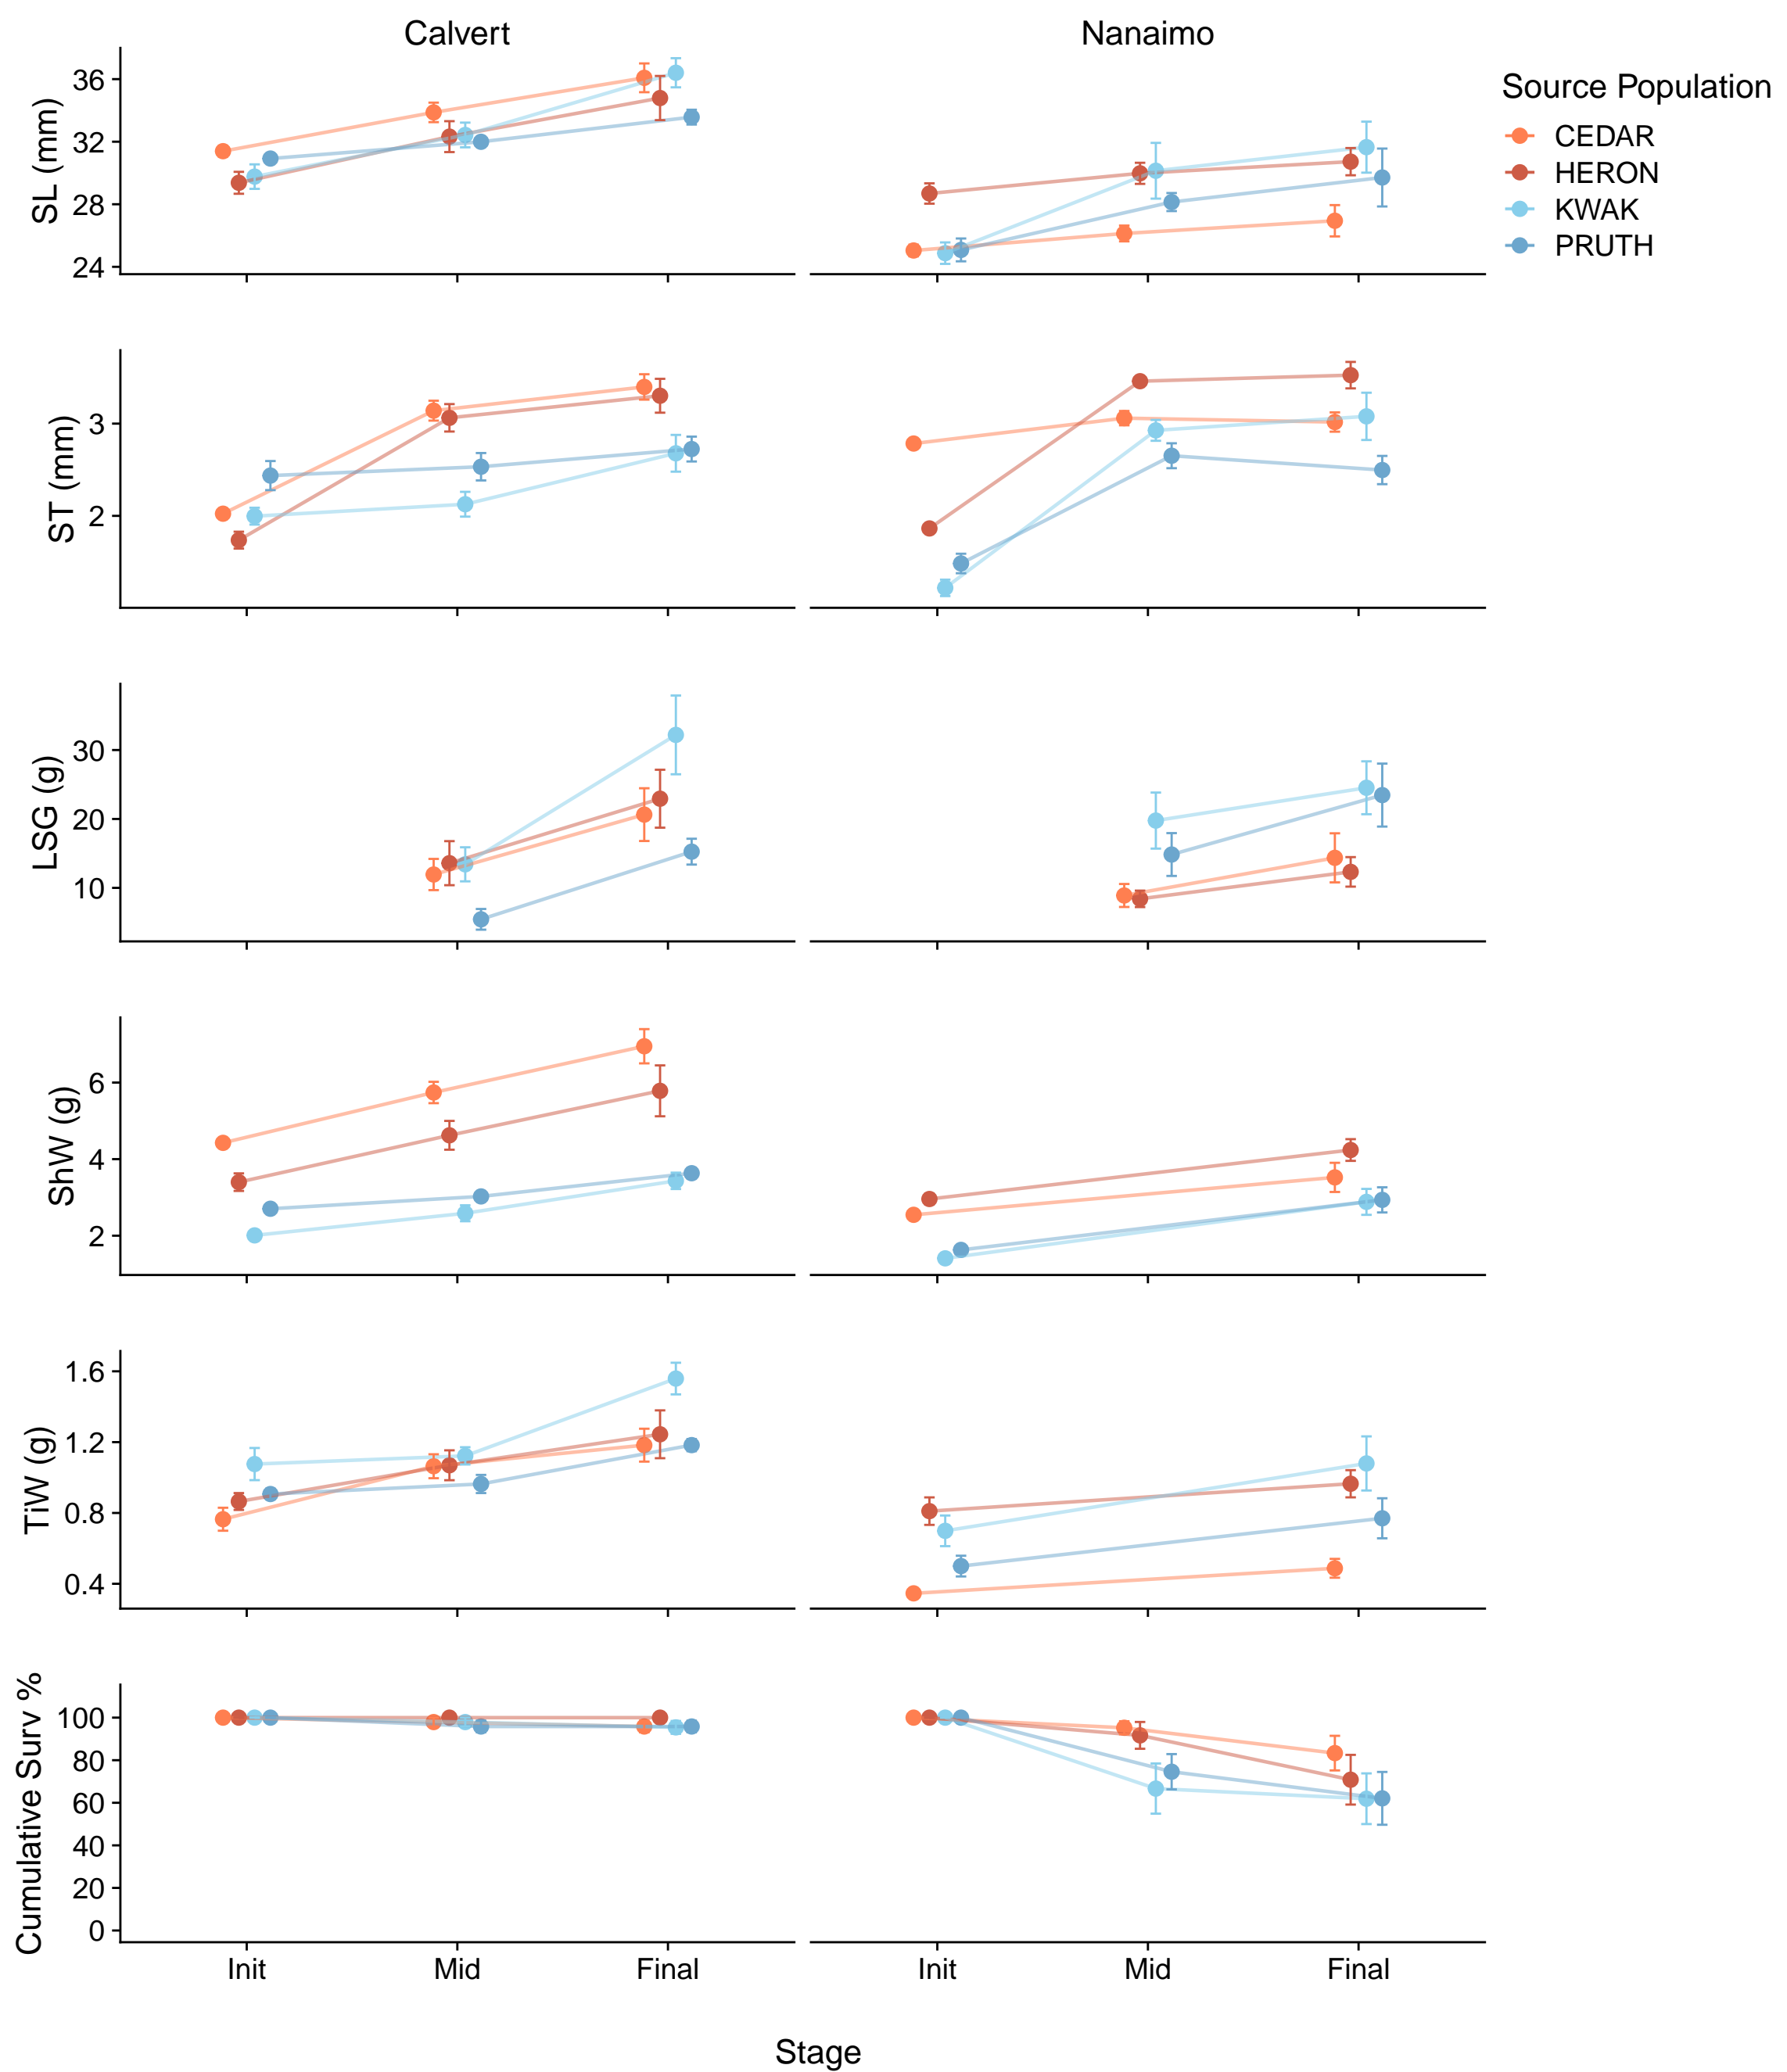 Calvert
Nanaimo
SL (mm)
36
32
28
24
Source Population
CEDAR
HERON
KWAK
PRUTH
ST (mm)
3
2
LSG (g)
30
20
10
ShW (g)
6
4
2
TiW (g)
1.6
1.2
0.8
0.4
Cumulative Surv %
100
80
60
40
20
0
Init Mid Final
Init Mid Final
Stage